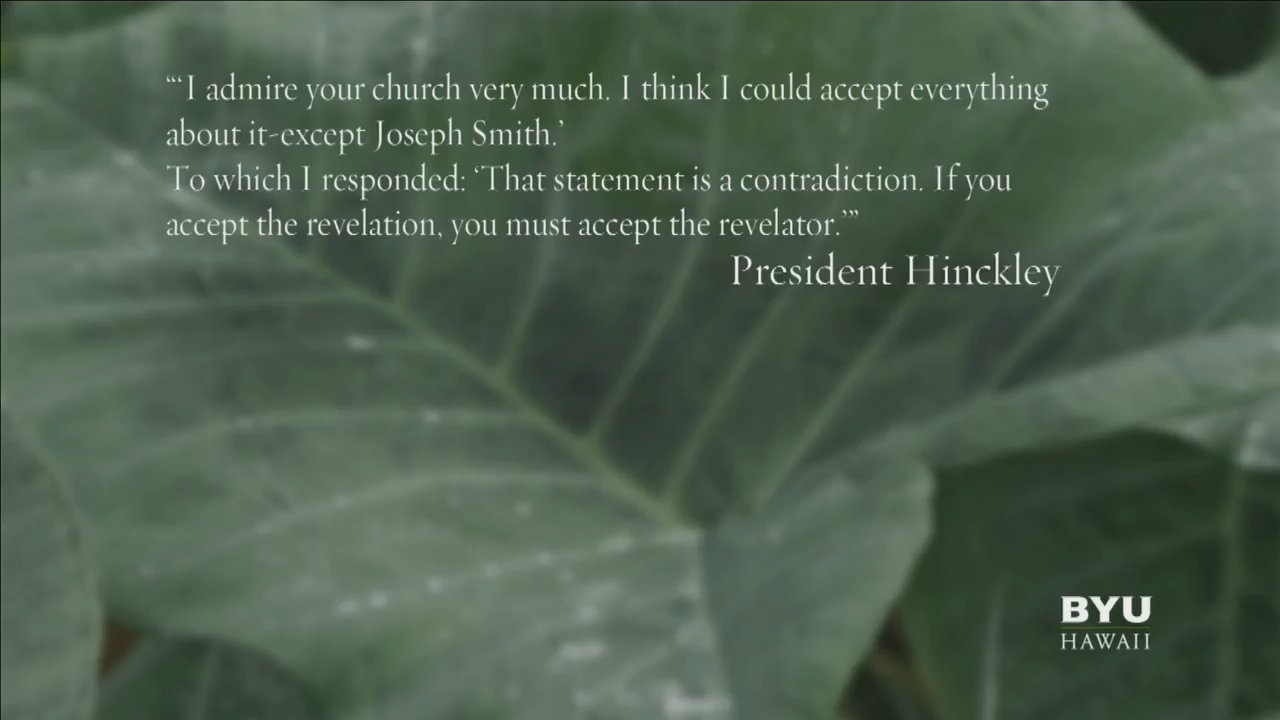 “‘I admire your church very much. I think I could accept everything
about it-except Joseph Smith.’
To which I responded: ‘That statement is a contradiction. If you
accept the revelation, you must accept the revelator.’”
President Hinckley
BYU
HAWAII